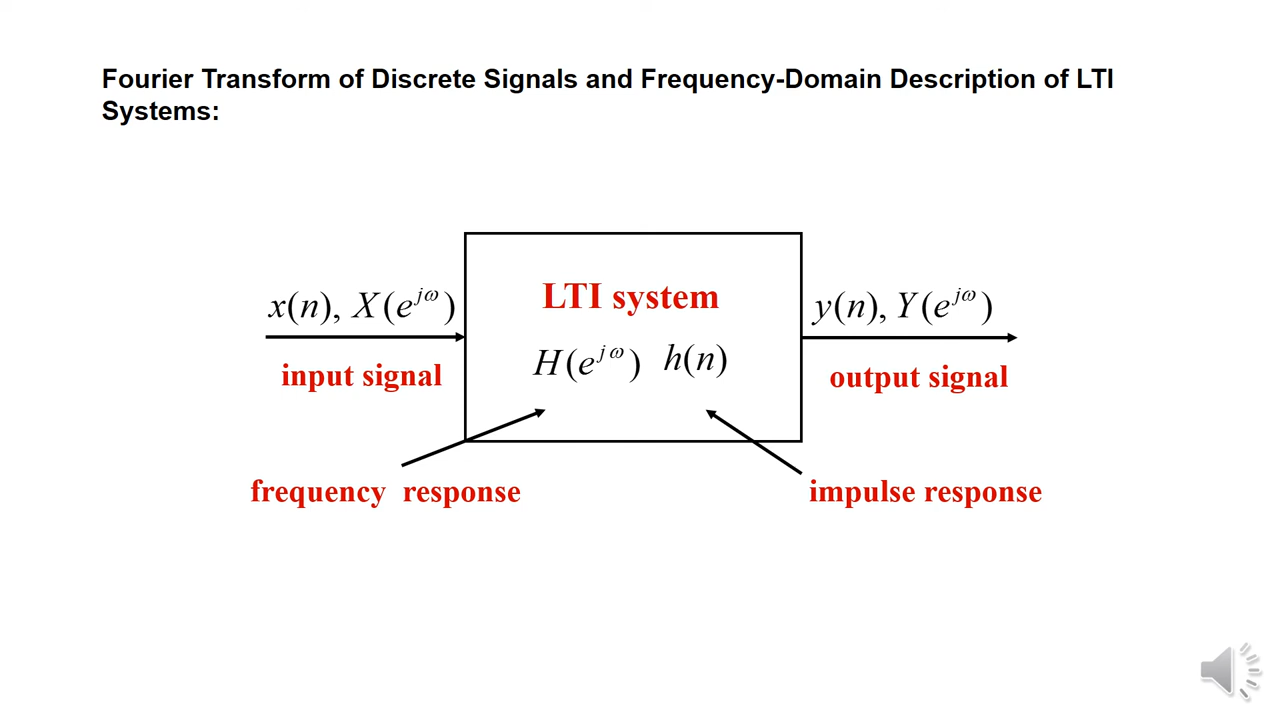 Fourier Transform of Discrete Signals and Frequency-Domain Description of LTI
Systems:
x(n), X(e^{jω})
input signal
LTI system
H(e^{jω}) h(n)
y(n), Y(e^{jω})
output signal
frequency response
impulse response